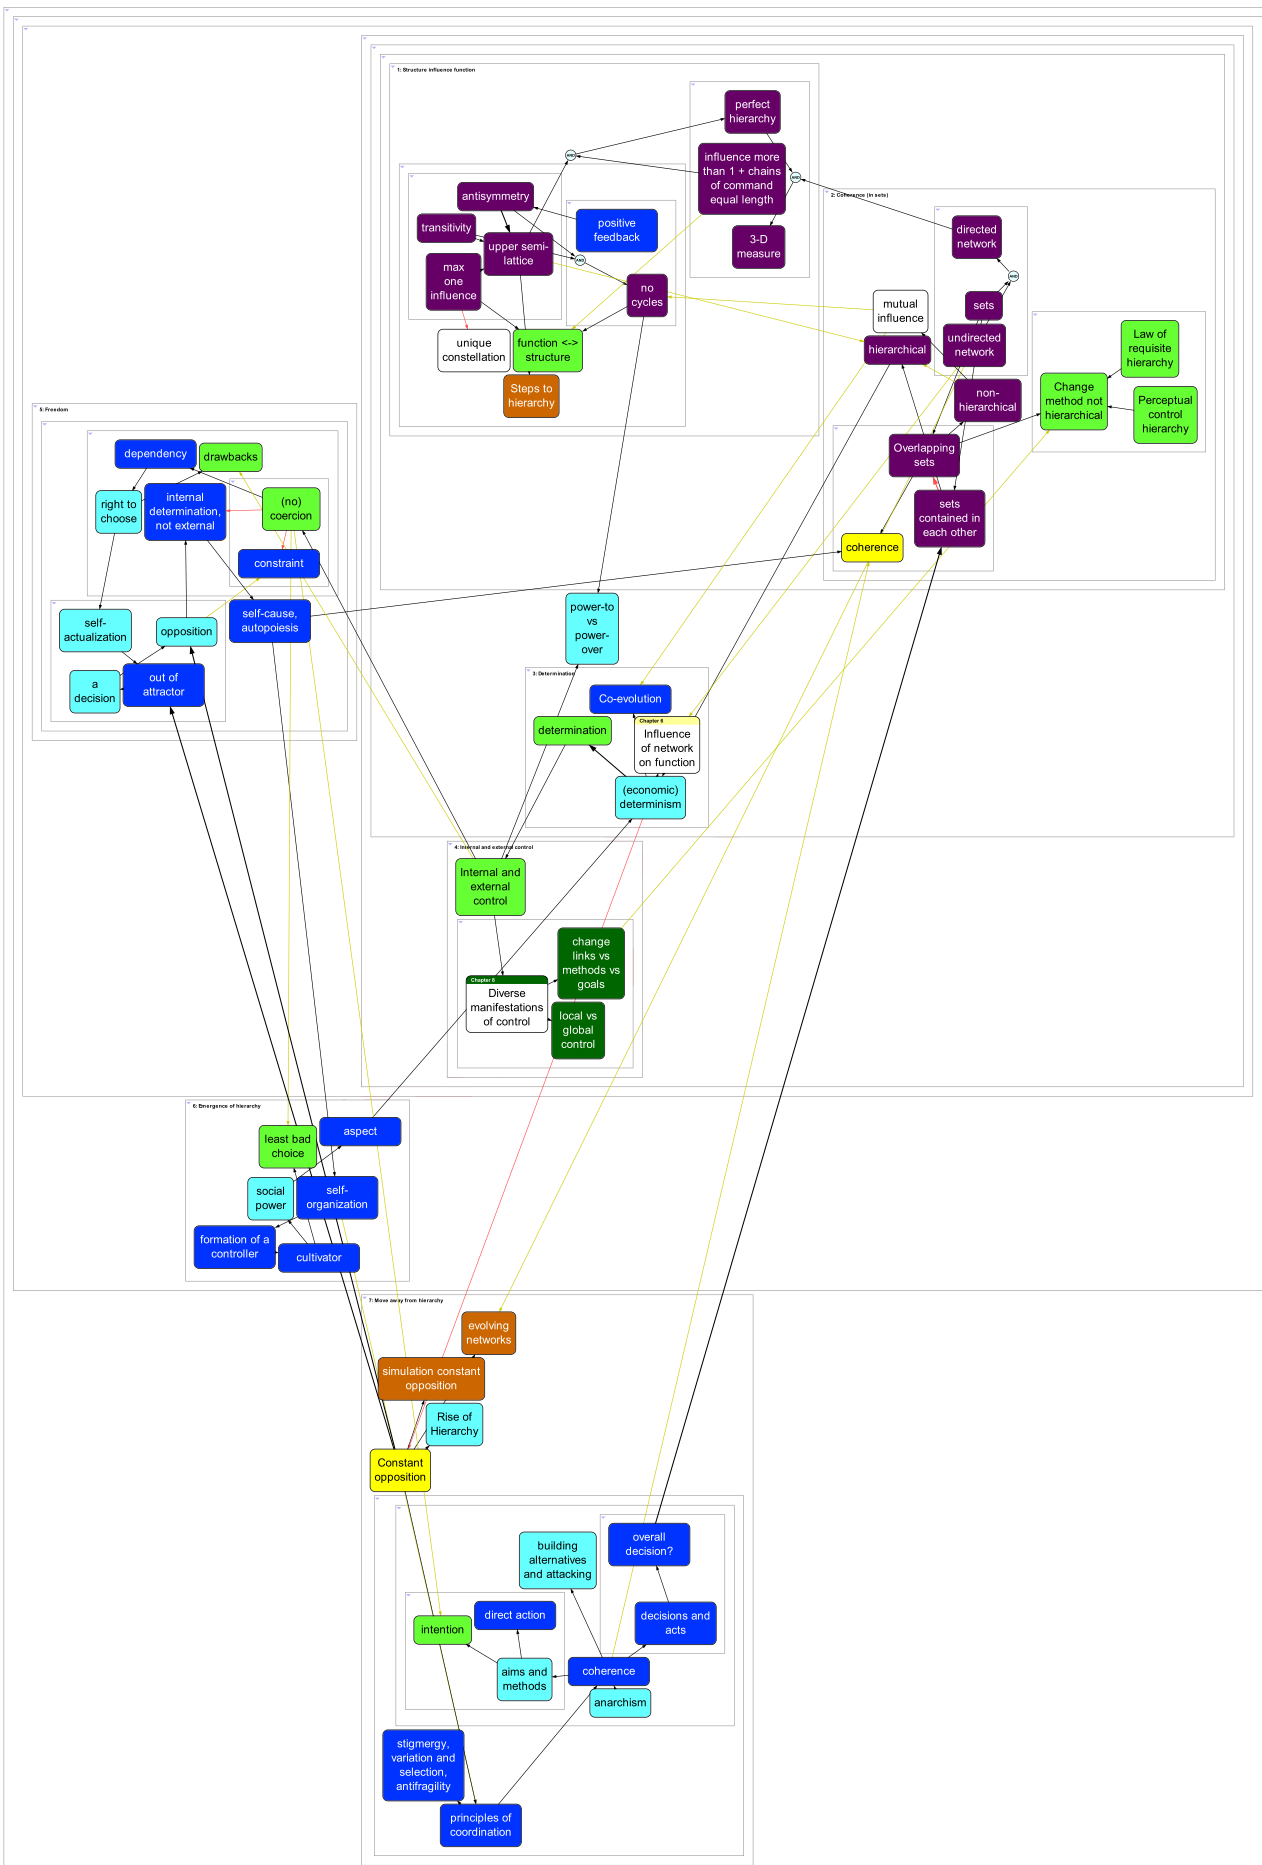 1: Structure influence function
perfect
hierarchy
AND
influence more
than 1 + chains
of command
equal length
AND
antisymmetry
2: Coherence (in sets)
transitivity
positive
feedback
directed
network
3-D
measure
upper semi-
lattice
AND
max
one
influence
AND
no
cycles
mutual
influence
sets
unique
constellation
function <->
structure
hierarchical
undirected
network
Law of
requisite
hierarchy
Steps to
hierarchy
non-
hierarchical
Change
method not
hierarchical
Perceptual
control
hierarchy
5: Freedom
dependency
drawbacks
Overlapping
sets
right to
choose
internal
determination,
not external
(no)
coercion
sets
contained in
each other
constraint
coherence
self-
actualization
opposition
self-cause,
autopoiesis
power-to
vs
power-
over
a
decision
out of
attractor
3: Determination
Co-evolution
determination
Chapter 6
Influence
of network
on function
(economic)
determinism
4: Internal and external control
Internal and
external
control
change
links vs
methods vs
goals
Chapter 8
Diverse
manifestations
of control
local vs
global
control
6: Emergence of hierarchy
aspect
least bad
choice
social
power
self-
organization
formation of a
controller
cultivator
7: Move away from hierarchy
evolving
networks
simulation constant
opposition
Rise of
Hierarchy
Constant
opposition
overall
decision?
building
alternatives
and attacking
direct action
decisions and
acts
intention
aims and
methods
coherence
anarchism
stigmergy,
variation and
selection,
antifragility
principles of
coordination